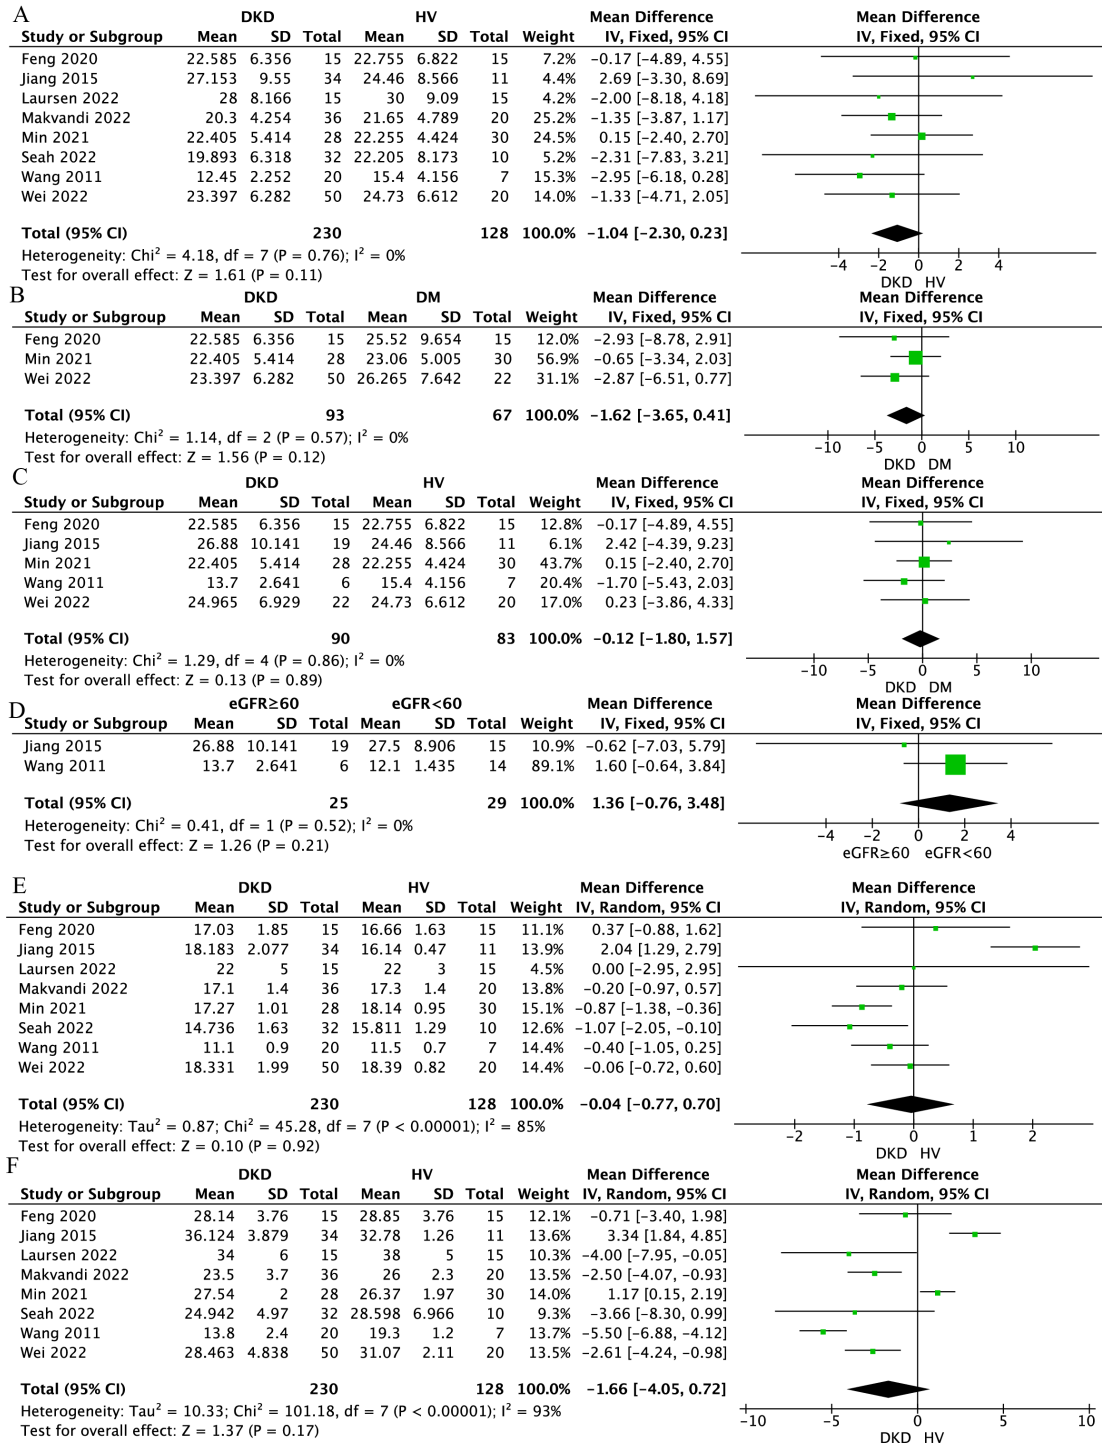 A
DKD HV Mean Difference Mean Difference
Study or Subgroup Mean SD Total Mean SD Total Weight IV, Fixed, 95% CI IV, Fixed, 95% CI
Feng 2020 22.585 6.356 15 22.755 6.822 15 7.2% −0.17 [−4.89, 4.55]
Jiang 2015 27.153 9.55 34 24.46 8.566 11 4.4% 2.69 [−3.30, 8.69]
Laursen 2022 28 8.166 15 30 9.09 15 4.2% −2.00 [−8.18, 4.18]
Makvandi 2022 20.3 4.254 36 21.65 4.789 20 25.2% −1.35 [−3.87, 1.17]
Min 2021 22.405 5.414 28 22.255 4.424 30 24.5% 0.15 [−2.40, 2.70]
Seah 2022 19.893 6.318 32 22.205 8.173 10 5.2% −2.31 [−7.83, 3.21]
Wang 2011 12.45 2.252 20 15.4 4.156 7 15.3% −2.95 [−6.18, 0.28]
Wei 2022 23.397 6.282 50 24.73 6.612 20 14.0% −1.33 [−4.71, 2.05]
Total (95% CI) 230 128 100.0% −1.04 [−2.30, 0.23]
Heterogeneity: Chi² = 4.18, df = 7 (P = 0.76); I² = 0%
Test for overall effect: Z = 1.61 (P = 0.11)
−4 −2 0 2 4
DKD HV
B
DKD DM Mean Difference Mean Difference
Study or Subgroup Mean SD Total Mean SD Total Weight IV, Fixed, 95% CI IV, Fixed, 95% CI
Feng 2020 22.585 6.356 15 25.52 9.654 15 12.0% −2.93 [−8.78, 2.91]
Min 2021 22.405 5.414 28 23.06 5.005 30 56.9% −0.65 [−3.34, 2.03]
Wei 2022 23.397 6.282 50 26.265 7.642 22 31.1% −2.87 [−6.51, 0.77]
Total (95% CI) 93 67 100.0% −1.62 [−3.65, 0.41]
Heterogeneity: Chi² = 1.14, df = 2 (P = 0.57); I² = 0%
Test for overall effect: Z = 1.56 (P = 0.12)
−10 −5 0 5 10
DKD DM
C
DKD HV Mean Difference Mean Difference
Study or Subgroup Mean SD Total Mean SD Total Weight IV, Fixed, 95% CI IV, Fixed, 95% CI
Feng 2020 22.585 6.356 15 22.755 6.822 15 12.8% −0.17 [−4.89, 4.55]
Jiang 2015 26.88 10.141 19 24.46 8.566 11 6.1% 2.42 [−4.39, 9.23]
Min 2021 22.405 5.414 28 22.255 4.424 30 43.7% 0.15 [−2.40, 2.70]
Wang 2011 13.7 2.641 6 15.4 4.156 7 20.4% −1.70 [−5.43, 2.03]
Wei 2022 24.965 6.929 22 24.73 6.612 20 17.0% 0.23 [−3.86, 4.33]
Total (95% CI) 90 83 100.0% −0.12 [−1.80, 1.57]
Heterogeneity: Chi² = 1.29, df = 4 (P = 0.86); I² = 0%
Test for overall effect: Z = 0.13 (P = 0.89)
−10 −5 0 5 10
DKD DM
D
eGFR≥60 eGFR<60 Mean Difference Mean Difference
Study or Subgroup Mean SD Total Mean SD Total Weight IV, Fixed, 95% CI IV, Fixed, 95% CI
Jiang 2015 26.88 10.141 19 27.5 8.906 15 10.9% −0.62 [−7.03, 5.79]
Wang 2011 13.7 2.641 6 12.1 1.435 14 89.1% 1.60 [−0.64, 3.84]
Total (95% CI) 25 29 100.0% 1.36 [−0.76, 3.48]
Heterogeneity: Chi² = 0.41, df = 1 (P = 0.52); I² = 0%
Test for overall effect: Z = 1.26 (P = 0.21)
−4 −2 0 2 4
eGFR≥60 eGFR<60
E
DKD HV Mean Difference Mean Difference
Study or Subgroup Mean SD Total Mean SD Total Weight IV, Random, 95% CI IV, Random, 95% CI
Feng 2020 17.03 1.85 15 16.66 1.63 15 11.1% 0.37 [−0.88, 1.62]
Jiang 2015 18.183 2.077 34 16.14 0.47 11 13.9% 2.04 [1.29, 2.79]
Laursen 2022 22 5 15 22 3 15 4.5% 0.00 [−2.95, 2.95]
Makvandi 2022 17.1 1.4 36 17.3 1.4 20 13.8% −0.20 [−0.97, 0.57]
Min 2021 17.27 1.01 28 18.14 0.95 30 15.1% −0.87 [−1.38, −0.36]
Seah 2022 14.736 1.63 32 15.811 1.29 10 12.6% −1.07 [−2.05, −0.10]
Wang 2011 11.1 0.9 20 11.5 0.7 7 14.4% −0.40 [−1.05, 0.25]
Wei 2022 18.331 1.99 50 18.39 0.82 20 14.4% −0.06 [−0.72, 0.60]
Total (95% CI) 230 128 100.0% −0.04 [−0.77, 0.70]
Heterogeneity: Tau² = 0.87; Chi² = 45.28, df = 7 (P < 0.00001); I² = 85%
Test for overall effect: Z = 0.10 (P = 0.92)
−2 −1 0 1 2
DKD HV
F
DKD HV Mean Difference Mean Difference
Study or Subgroup Mean SD Total Mean SD Total Weight IV, Random, 95% CI IV, Random, 95% CI
Feng 2020 28.14 3.76 15 28.85 3.76 15 12.1% −0.71 [−3.40, 1.98]
Jiang 2015 36.124 3.879 34 32.78 1.26 11 13.6% 3.34 [1.84, 4.85]
Laursen 2022 34 6 15 38 5 15 10.3% −4.00 [−7.95, −0.05]
Makvandi 2022 23.5 3.7 36 26 2.3 20 13.5% −2.50 [−4.07, −0.93]
Min 2021 27.54 2 28 26.37 1.97 30 14.0% 1.17 [0.15, 2.19]
Seah 2022 24.942 4.97 32 28.598 6.966 10 9.3% −3.66 [−8.30, 0.99]
Wang 2011 13.8 2.4 20 19.3 1.2 7 13.7% −5.50 [−6.88, −4.12]
Wei 2022 28.463 4.838 50 31.07 2.11 20 13.5% −2.61 [−4.24, −0.98]
Total (95% CI) 230 128 100.0% −1.66 [−4.05, 0.72]
Heterogeneity: Tau² = 10.33; Chi² = 101.18, df = 7 (P < 0.00001); I² = 93%
Test for overall effect: Z = 1.37 (P = 0.17)
−10 −5 0 5 10
DKD HV